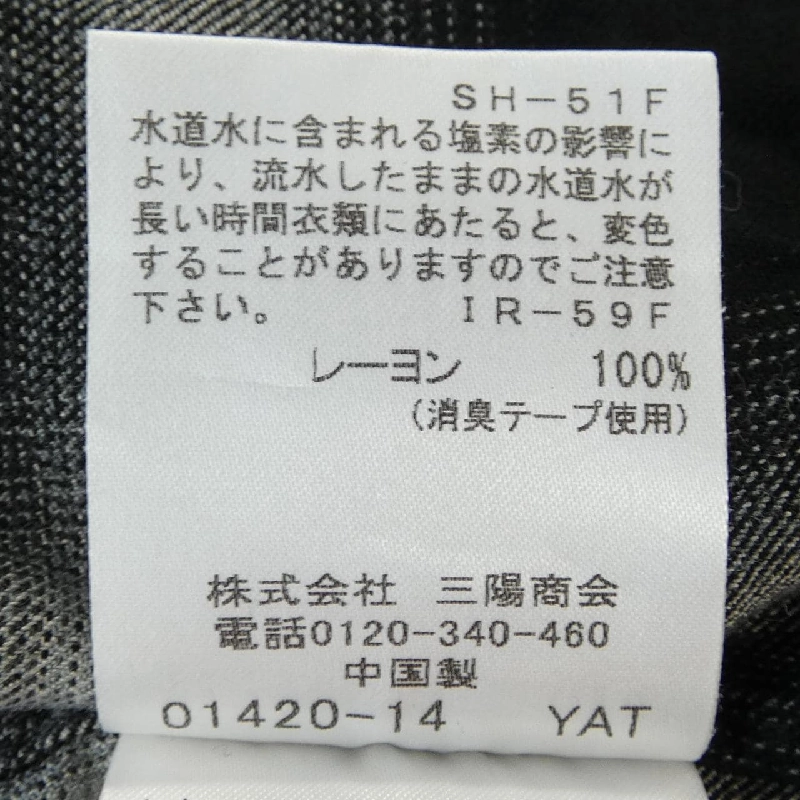 SH－51F
水道水に含まれる塩素の影響に
より、流水したままの水道水が
長い時間衣類にあたると、変色
することがありますのでご注意
下さい。 IR－59F
レーヨン 100%
(消臭テープ使用)
株式会社 三陽商会
電話0120-340-460
中国製
01420-14 YAT